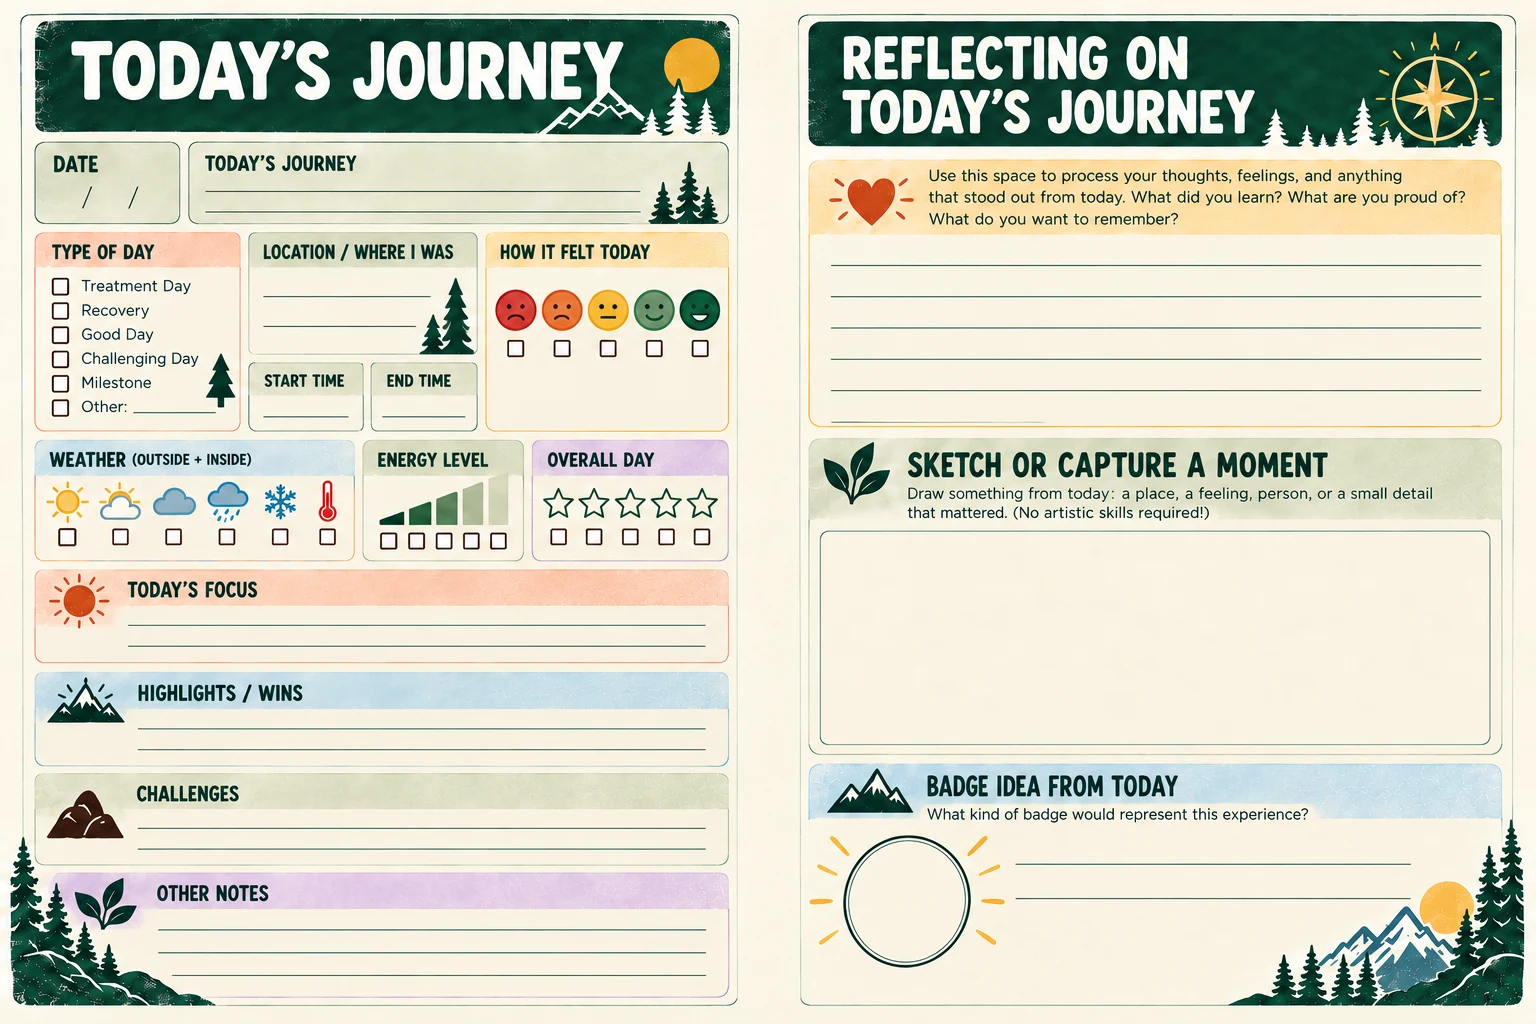 TODAY'S JOURNEY
DATE
/ /
TODAY'S JOURNEY
TYPE OF DAY
Treatment Day
Recovery
Good Day
Challenging Day
Milestone
Other:
LOCATION / WHERE I WAS
START TIME
END TIME
HOW IT FELT TODAY
WEATHER (OUTSIDE + INSIDE)
ENERGY LEVEL
OVERALL DAY
TODAY'S FOCUS
HIGHLIGHTS / WINS
CHALLENGES
OTHER NOTES
REFLECTING ON
TODAY'S JOURNEY
Use this space to process your thoughts, feelings, and anything
that stood out from today. What did you learn? What are you proud of?
What do you want to remember?
SKETCH OR CAPTURE A MOMENT
Draw something from today: a place, a feeling, person, or a small detail
that mattered. (No artistic skills required!)
BADGE IDEA FROM TODAY
What kind of badge would represent this experience?